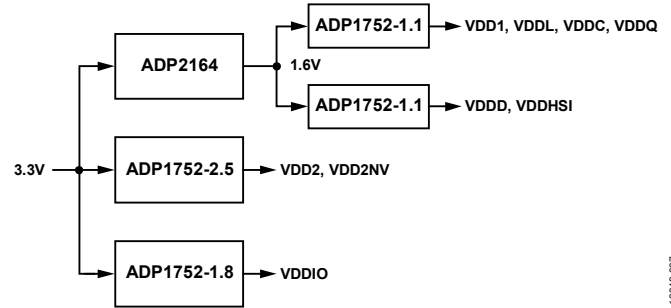 ADP1752-1.1
VDD1, VDDL, VDDC, VDDQ
ADP2164
1.6V
ADP1752-1.1
VDDD, VDDHSI
3.3V
ADP1752-2.5
VDD2, VDD2NV
ADP1752-1.8
VDDIO